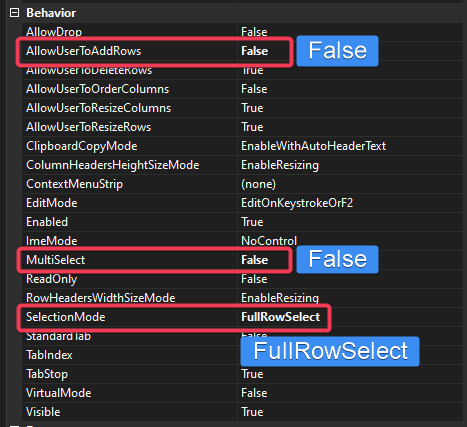 Behavior
AllowDrop False
AllowUserToAddRows False False
AllowUserToDeleteRows True
AllowUserToOrderColumns False
AllowUserToResizeColumns True
AllowUserToResizeRows True
ClipboardCopyMode EnableWithAutoHeaderText
ColumnHeadersHeightSizeMode EnableResizing
ContextMenuStrip (none)
EditMode EditOnKeystrokeOrF2
Enabled True
ImeMode NoControl
MultiSelect False False
ReadOnly False
RowHeadersWidthSizeMode EnableResizing
SelectionMode FullRowSelect
StandardTab False
TabIndex FullRowSelect
TabStop True
VirtualMode False
Visible True